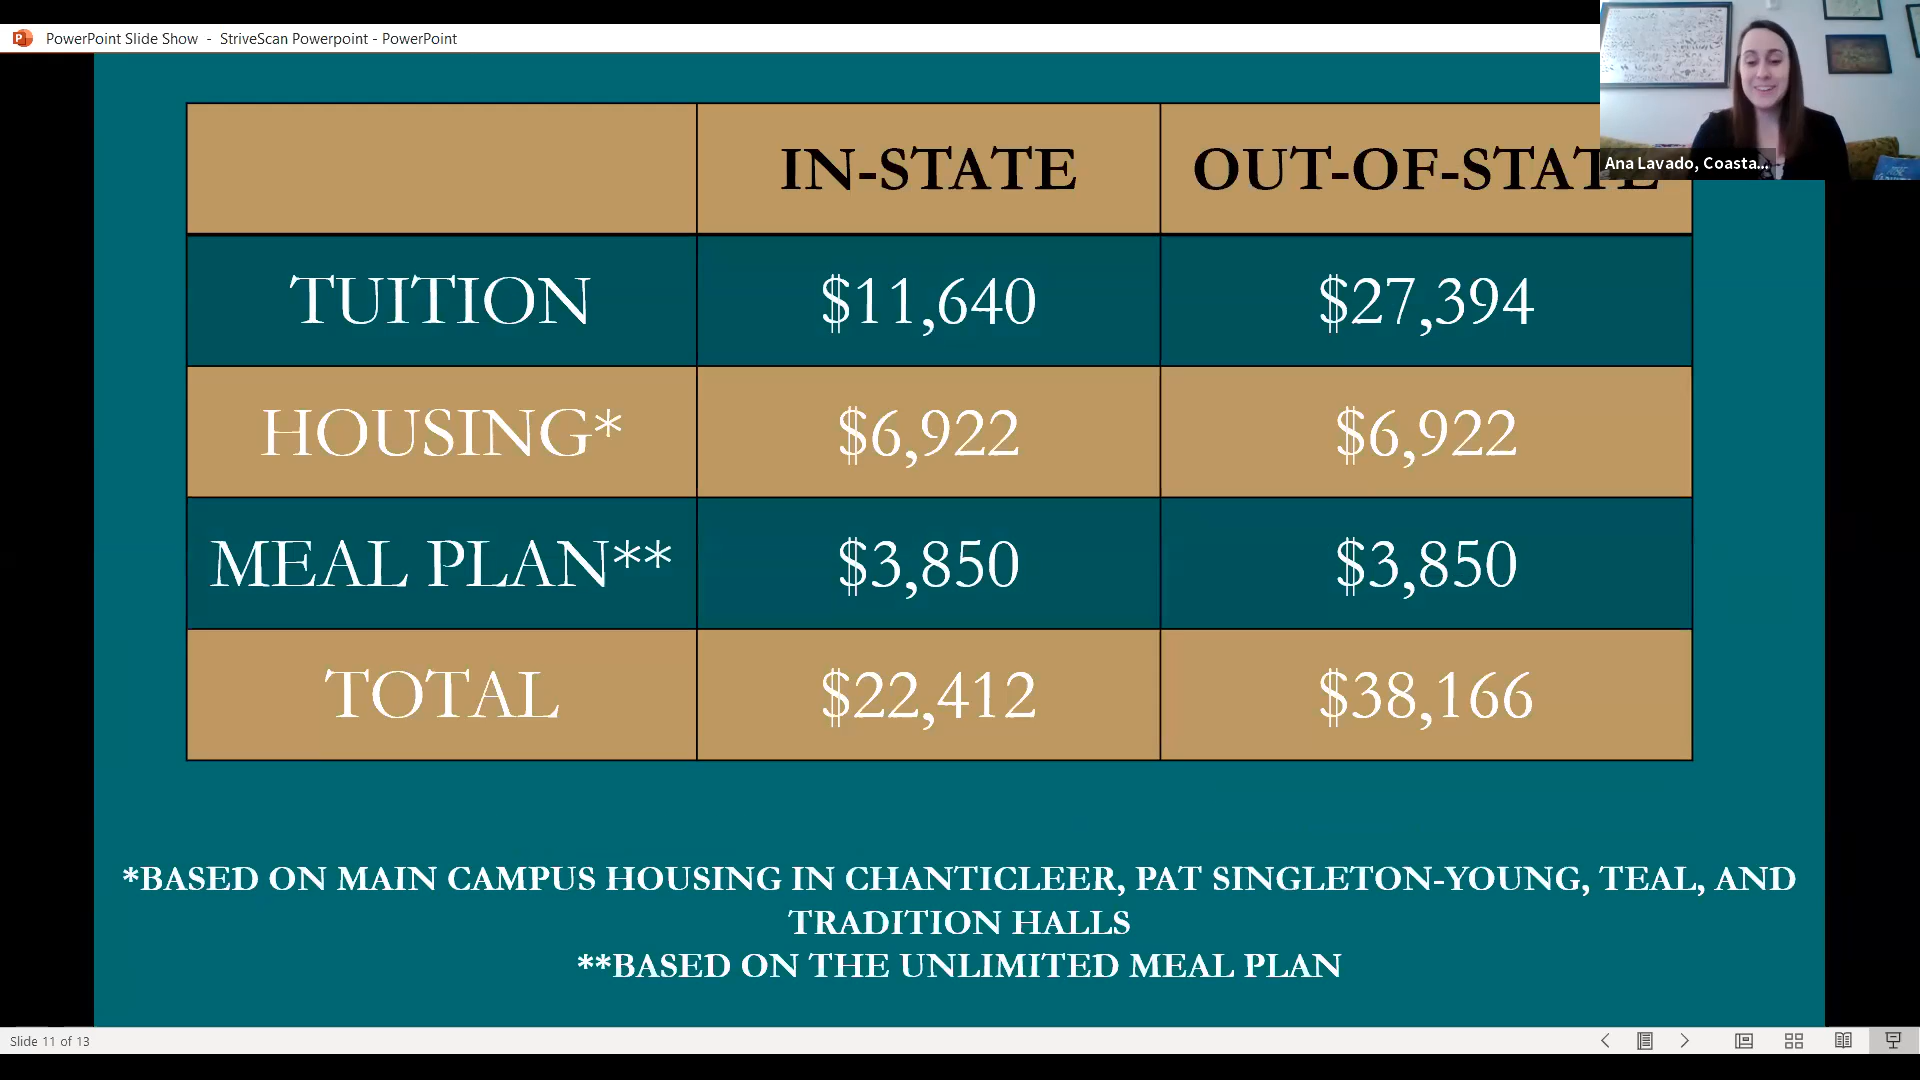 PowerPoint Slide Show - StriveScan Powerpoint - PowerPoint
Ana Lavado, Coasta...
IN-STATE OUT-OF-STATE
TUITION $11,640 $27,394
HOUSING* $6,922 $6,922
MEAL PLAN** $3,850 $3,850
TOTAL $22,412 $38,166
*BASED ON MAIN CAMPUS HOUSING IN CHANTICLEER, PAT SINGLETON-YOUNG, TEAL, AND
TRADITION HALLS
**BASED ON THE UNLIMITED MEAL PLAN
Slide 11 of 13